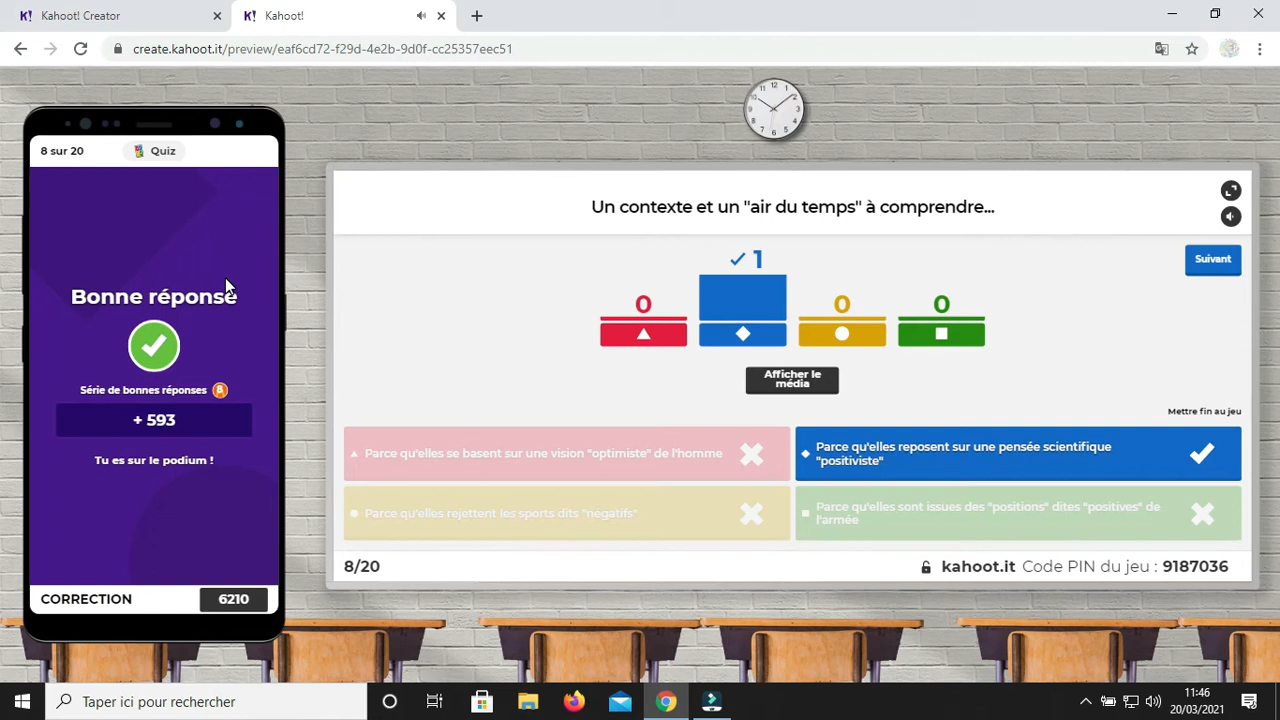 Kahoot! Creator
Kahoot!
create.kahoot.it/preview/eaf6cd72-f29d-4e2b-9d0f-cc25357eec51
8 sur 20
Quiz
Bonne réponse
Série de bonnes réponses 8
+ 593
Tu es sur le podium !
CORRECTION
6210
Un contexte et un "air du temps" à comprendre...
Suivant
0
1
0
0
Afficher le
média
Mettre fin au jeu
Parce qu'elles se basent sur une vision "optimiste" de l'homme
Parce qu'elles reposent sur une pensée scientifique
"positiviste"
Parce qu'elles rejettent les sports dits "negatifs"
Parce qu'elles sont issues des "positions" dites "positives" de
l'armée
8/20
kahoot.it Code PIN du jeu : 9187036
Taper ici pour rechercher
11:46
20/03/2021